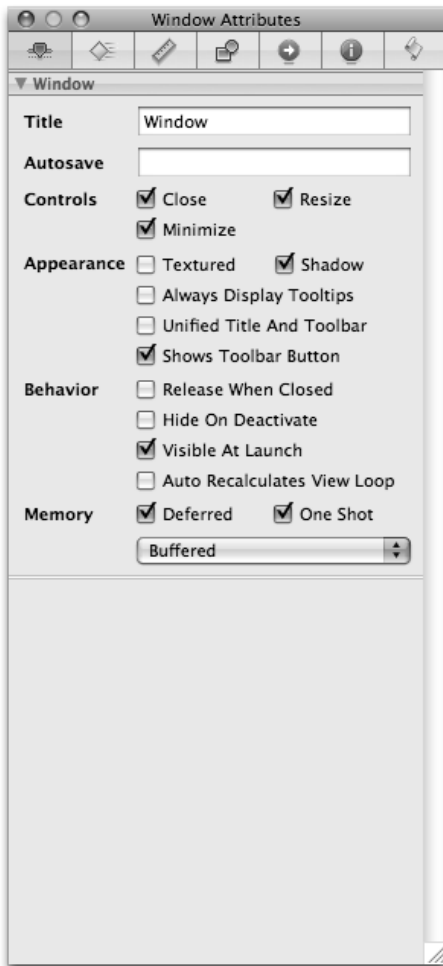 Window Attributes
Window
Title Window
Autosave
Controls Close Resize
Minimize
Appearance Textured Shadow
Always Display Tooltips
Unified Title And Toolbar
Shows Toolbar Button
Behavior Release When Closed
Hide On Deactivate
Visible At Launch
Auto Recalculates View Loop
Memory Deferred One Shot
Buffered